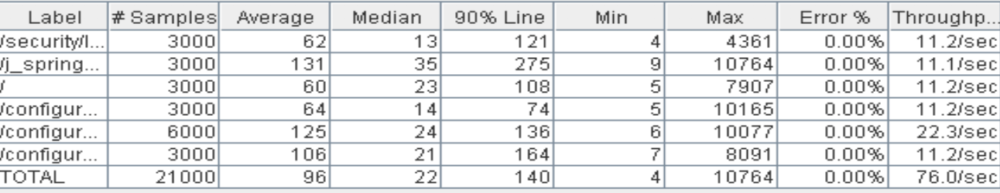 Label # Samples Average Median 90% Line Min Max Error % Throughp...
/security/l... 3000 62 13 121 4 4361 0.00% 11.2/sec
/j_spring... 3000 131 35 275 9 10764 0.00% 11.1/sec
/ 3000 60 23 108 5 7907 0.00% 11.2/sec
/configur... 3000 64 14 74 5 10165 0.00% 11.2/sec
/configur... 6000 125 24 136 6 10077 0.00% 22.3/sec
/configur... 3000 106 21 164 7 8091 0.00% 11.2/sec
TOTAL 21000 96 22 140 4 10764 0.00% 76.0/sec